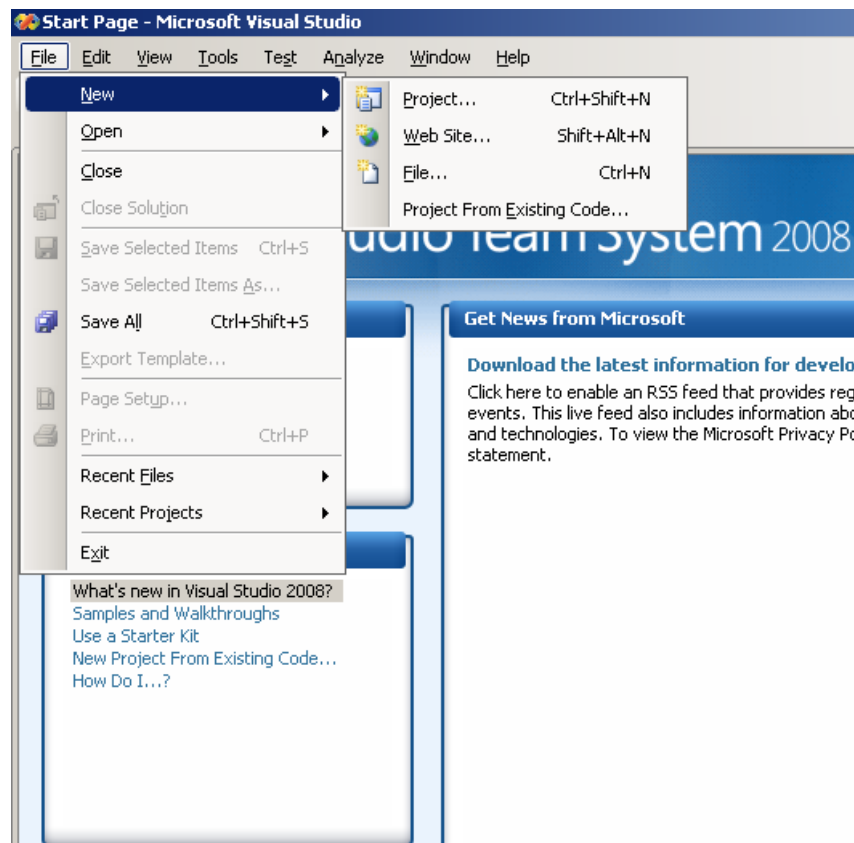 Start Page - Microsoft Visual Studio
File Edit View Tools Test Analyze Window Help
New
Open
Close
Close Solution
Save Selected Items Ctrl+S
Save Selected Items As...
Save All Ctrl+Shift+S
Export Template...
Page Setup...
Print... Ctrl+P
Recent Files
Recent Projects
Exit
Project... Ctrl+Shift+N
Web Site... Shift+Alt+N
File... Ctrl+N
Project From Existing Code...
Team System 2008
Get News from Microsoft
Download the latest information for develo
Click here to enable an RSS feed that provides reg
events. This live feed also includes information abo
and technologies. To view the Microsoft Privacy Po
statement.
What's new in Visual Studio 2008?
Samples and Walkthroughs
Use a Starter Kit
New Project From Existing Code...
How Do I...?